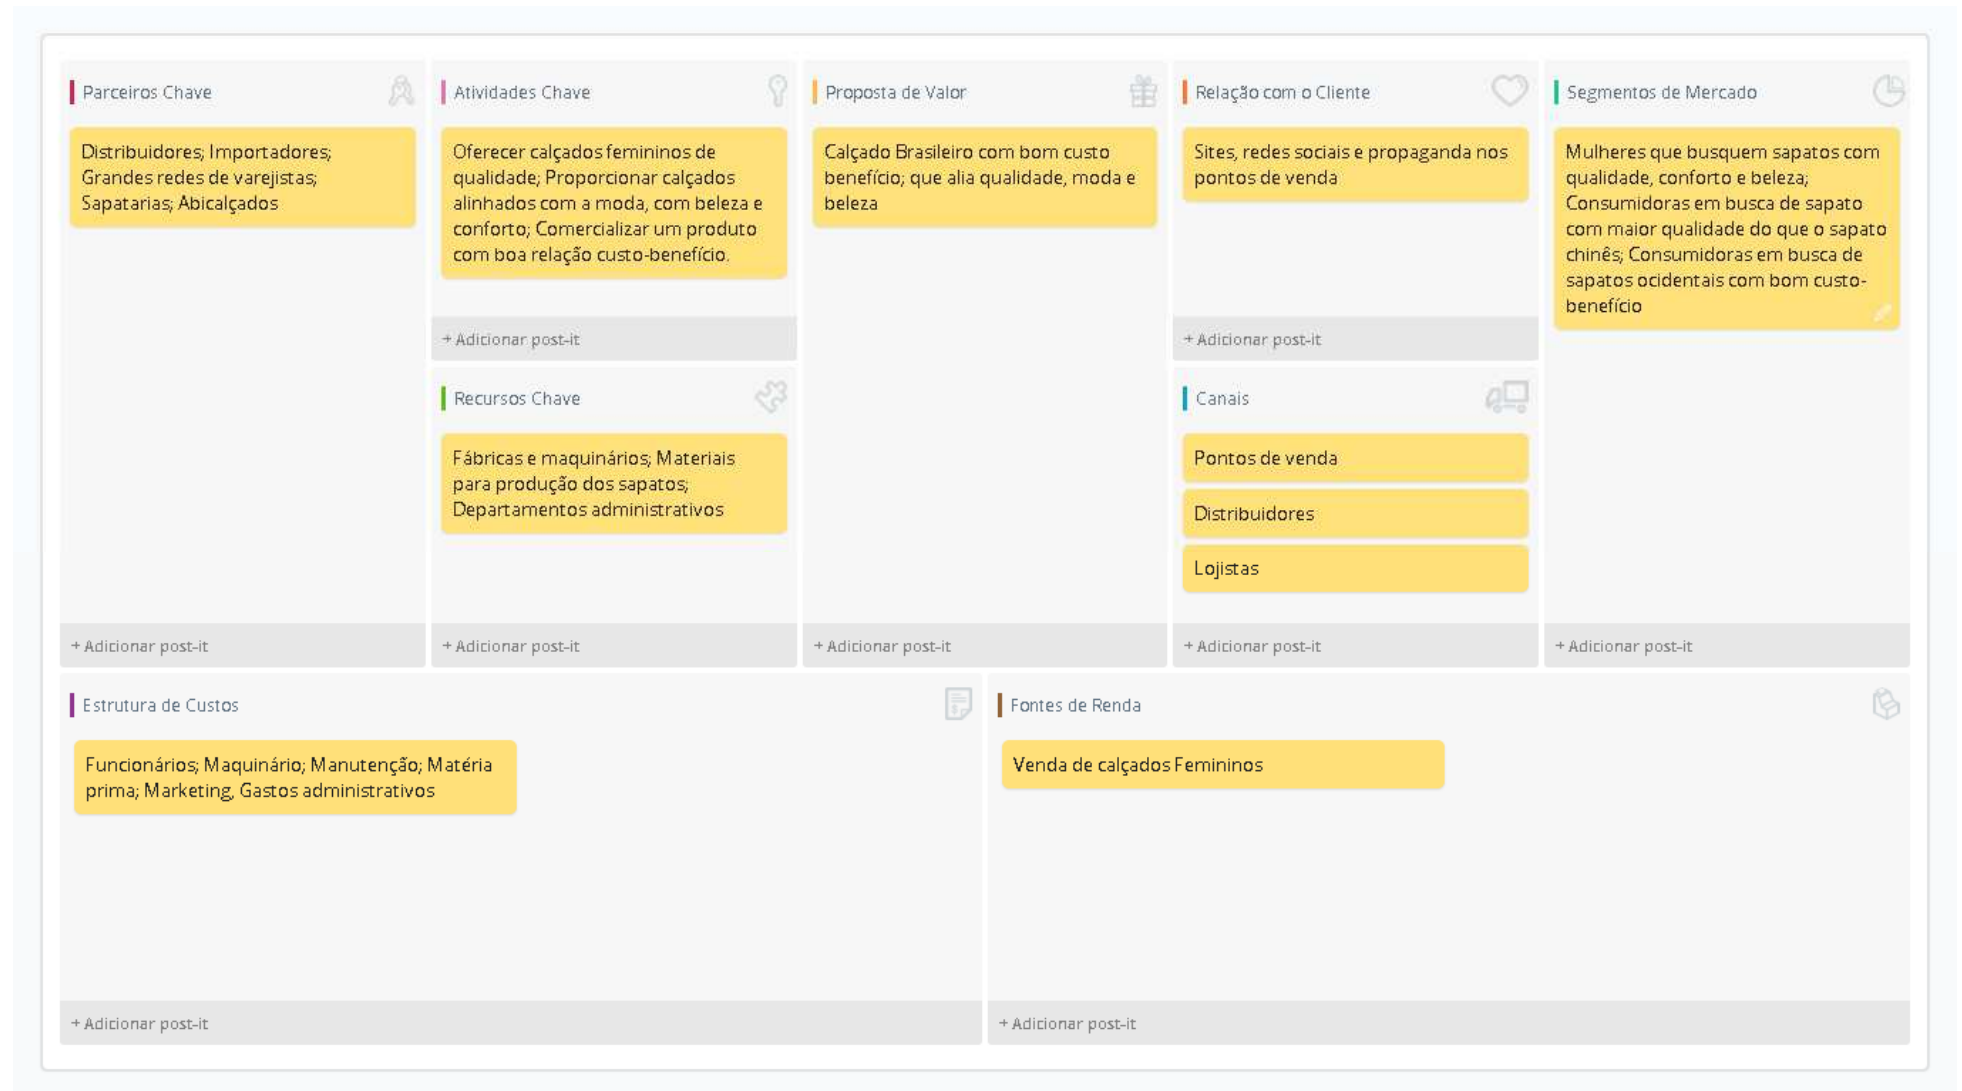 Parceiros Chave
Distribuidores; Importadores;
Grandes redes de varejistas;
Sapatarias; Abicalçados
+ Adicionar post-it
Atividades Chave
Oferecer calçados femininos de
qualidade; Proporcionar calçados
alinhados com a moda, com beleza e
conforto; Comercializar um produto
com boa relação custo-benefício.
+ Adicionar post-it
Recursos Chave
Fábricas e maquinários; Materiais
para produção dos sapatos;
Departamentos administrativos
+ Adicionar post-it
Proposta de Valor
Calçado Brasileiro com bom custo
benefício; que alia qualidade, moda e
beleza
+ Adicionar post-it
Relação com o Cliente
Sites, redes sociais e propaganda nos
pontos de venda
+ Adicionar post-it
Canais
Pontos de venda
Distribuidores
Lojistas
+ Adicionar post-it
Segmentos de Mercado
Mulheres que busquem sapatos com
qualidade, conforto e beleza;
Consumidoras em busca de sapato
com maior qualidade do que o sapato
chinês; Consumidoras em busca de
sapatos ocidentais com bom custo-
benefício
+ Adicionar post-it
Estrutura de Custos
Funcionários; Maquinário; Manutenção; Matéria
prima; Marketing, Gastos administrativos
+ Adicionar post-it
Fontes de Renda
Venda de calçados Femininos
+ Adicionar post-it